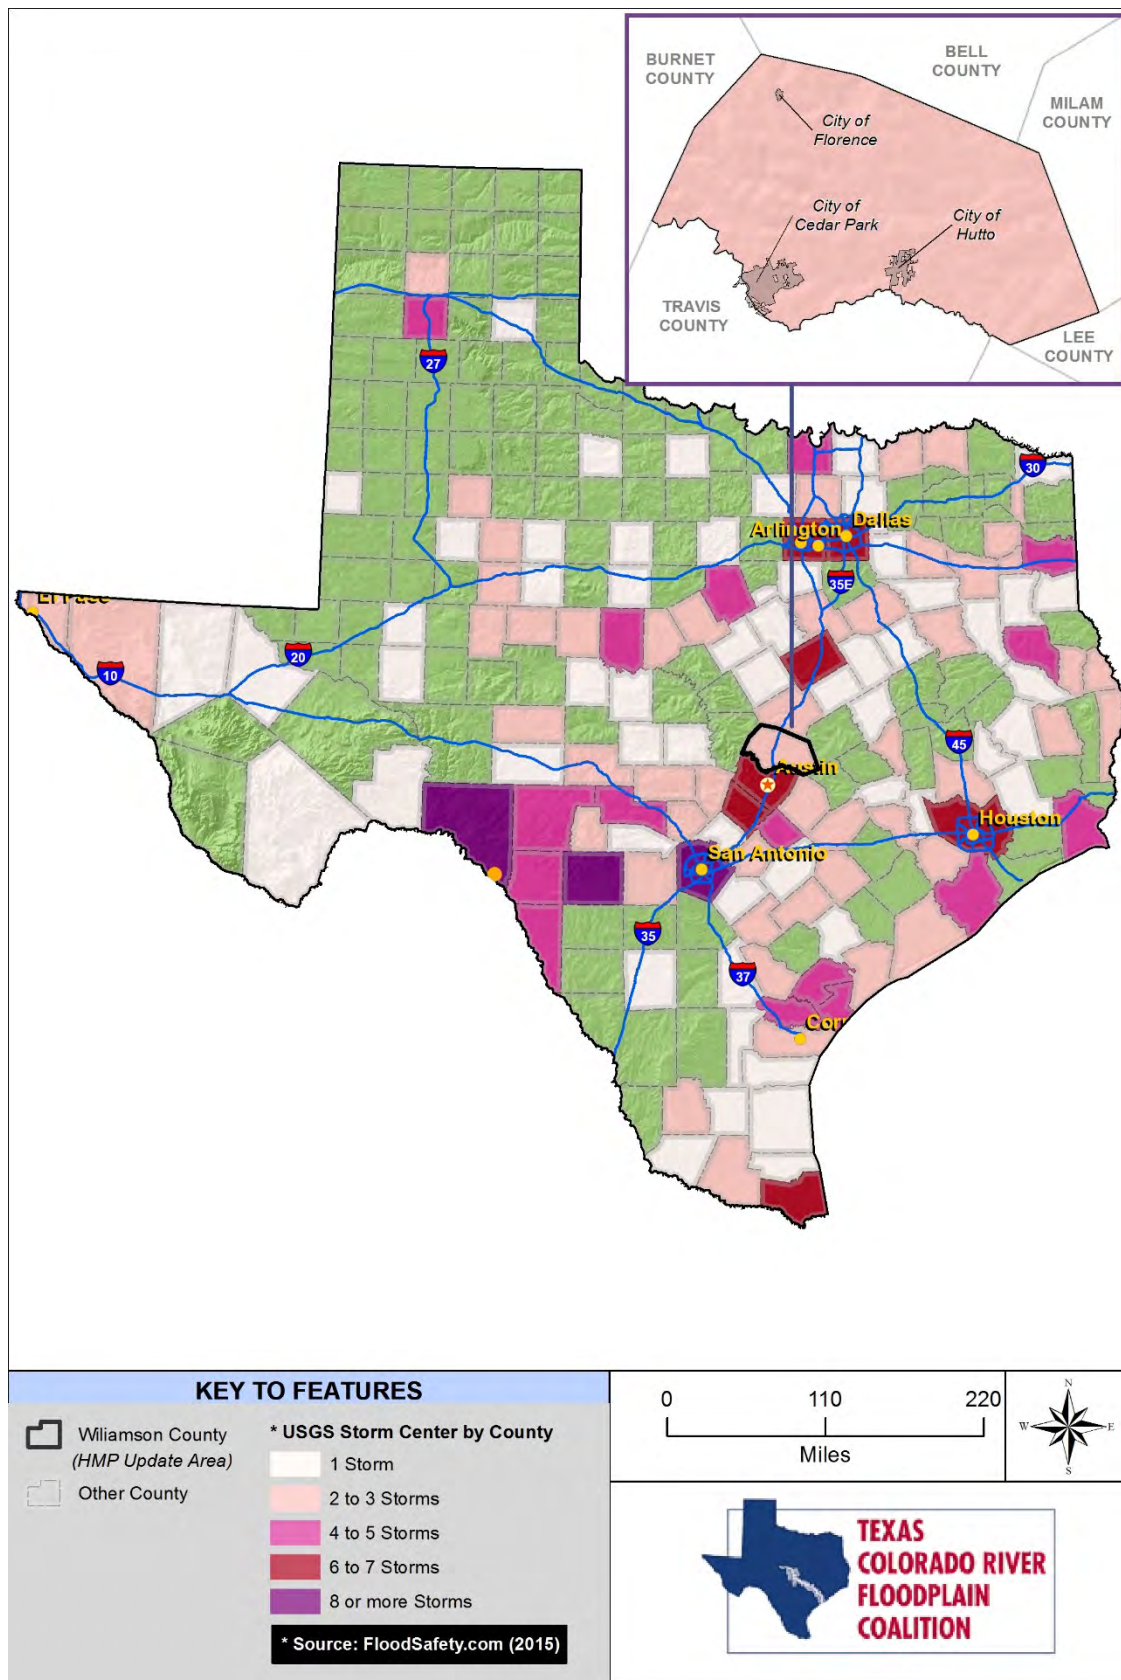 BURNET
COUNTY
BELL
COUNTY
MILAM
COUNTY
City of
Florence
City of
Cedar Park
City of
Hutto
TRAVIS
COUNTY
LEE
COUNTY
27
30
Arlington
Dallas
35E
El Paso
20
10
45
Austin
Houston
San Antonio
35
37
Corp
KEY TO FEATURES
Wiliamson County
(HMP Update Area)
Other County
* USGS Storm Center by County
1 Storm
2 to 3 Storms
4 to 5 Storms
6 to 7 Storms
8 or more Storms
* Source: FloodSafety.com (2015)
0 110 220
Miles
N
W E
S
TEXAS
COLORADO RIVER
FLOODPLAIN
COALITION